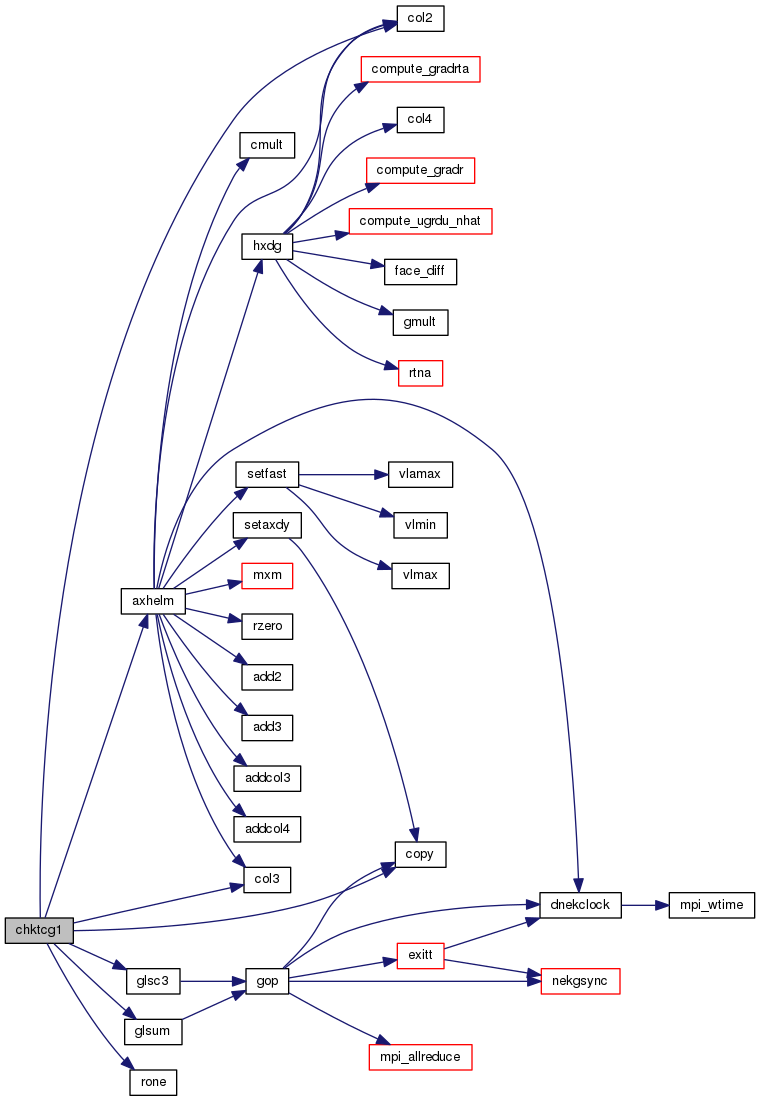 col2
compute_gradrta
col4
cmult
compute_gradr
compute_ugrdu_nhat
hxdg
face_diff
gmult
rtna
setfast
vlamax
setaxdy
vlmin
mxm
vlmax
axhelm
rzero
add2
add3
addcol3
addcol4
copy
col3
dnekclock
mpi_wtime
chktcg1
exitt
glsc3
gop
nekgsync
glsum
mpi_allreduce
rone